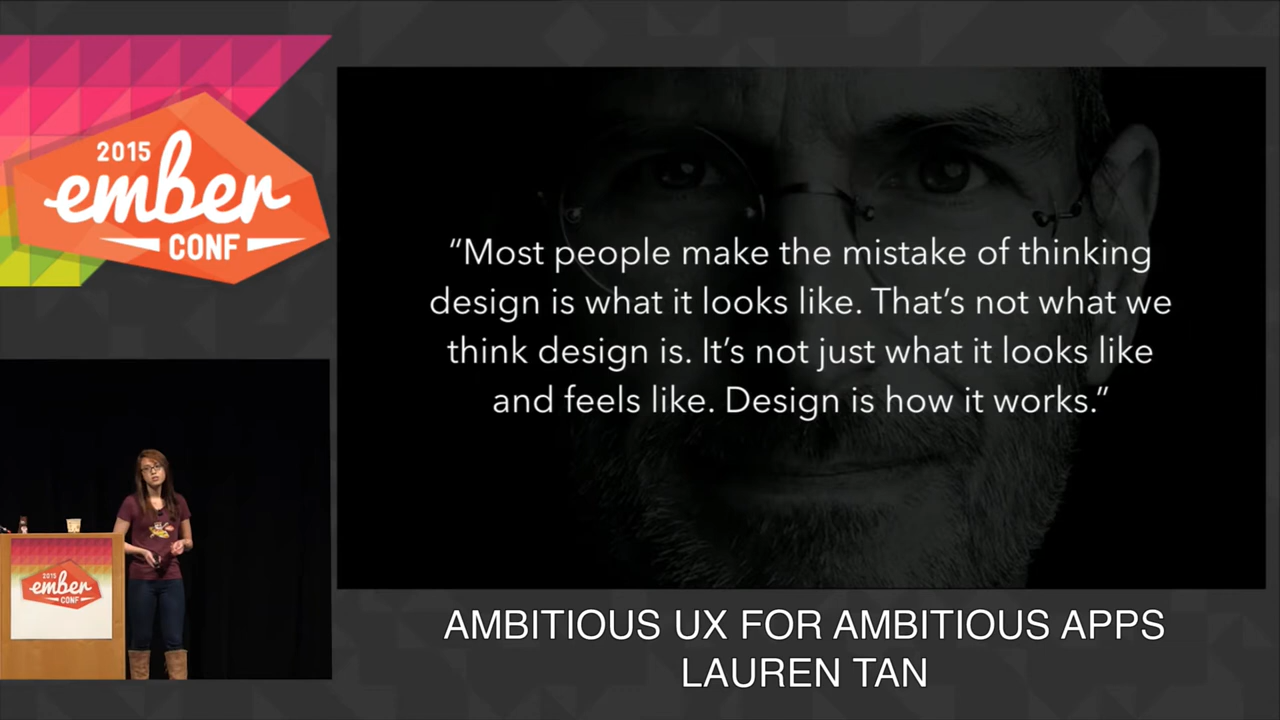 2015
ember
CONF
“Most people make the mistake of thinking
design is what it looks like. That’s not what we
think design is. It’s not just what it looks like
and feels like. Design is how it works.”
2015
ember
CONF
AMBITIOUS UX FOR AMBITIOUS APPS
LAUREN TAN